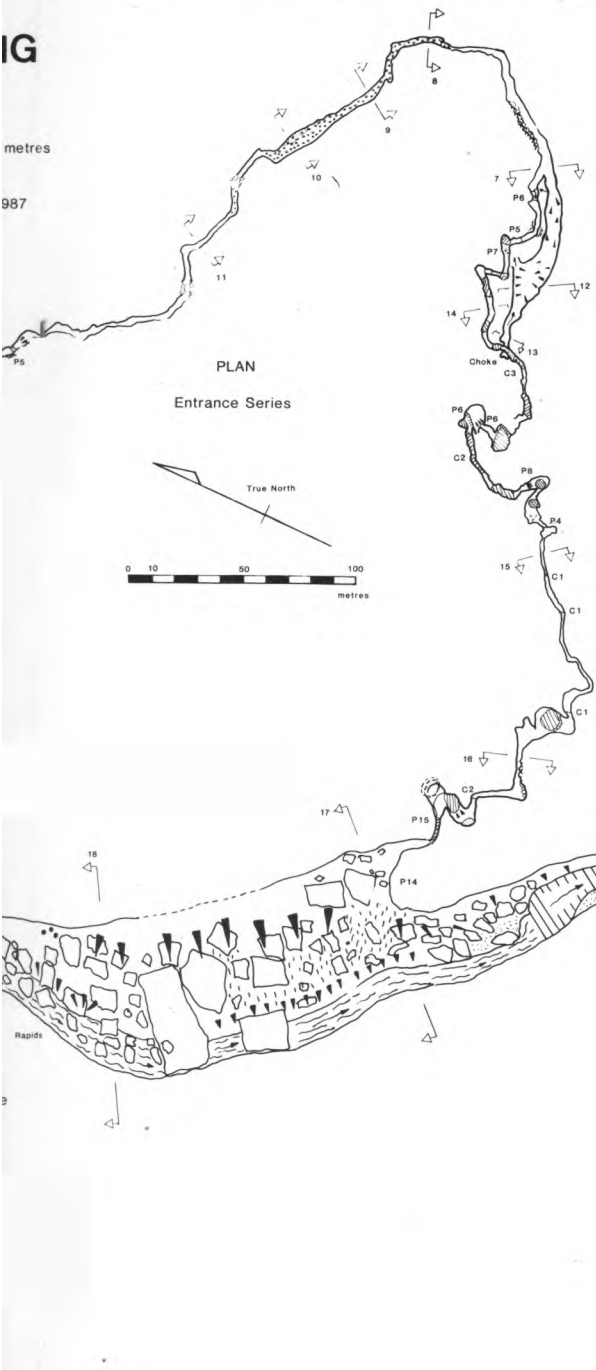 IG
metres
987
8
9
10
7
P6
P5
P7
11
12
14
13
Choke
C3
P5
PLAN
Entrance Series
P6
P6
C2
True North
P8
P4
0 10 50 100
metres
15
C1
C1
C1
16
C2
P15
17
18
P14
Rapids
e